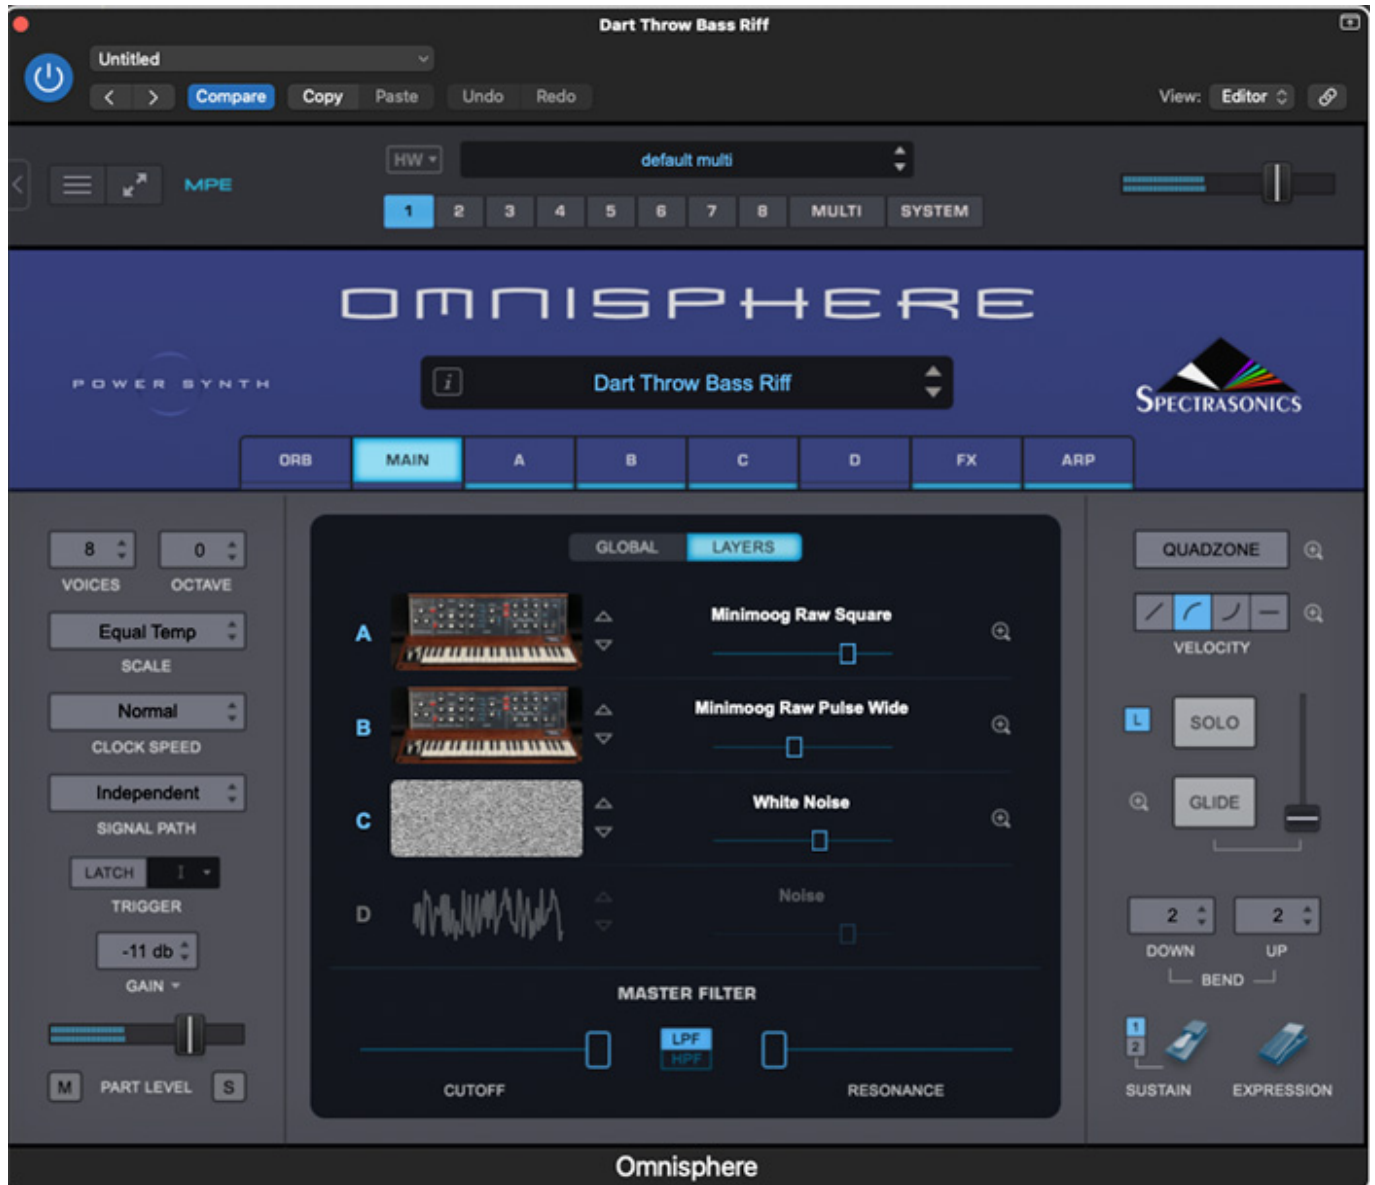 Dart Throw Bass Riff
Untitled
Compare Copy Paste Undo Redo View: Editor
HW default multi
MPE
1 2 3 4 5 6 7 8 MULTI SYSTEM
OMNISPHERE
POWER SYNTH
i Dart Throw Bass Riff
SPECTRASONICS
ORB MAIN A B C D FX ARP
8 0
VOICES OCTAVE
Equal Temp
SCALE
Normal
CLOCK SPEED
Independent
SIGNAL PATH
LATCH
TRIGGER
-11 db
GAIN
M PART LEVEL S
GLOBAL LAYERS
A Minimoog Raw Square
B Minimoog Raw Pulse Wide
C White Noise
D Noise
MASTER FILTER
LPF
HPF
CUTOFF RESONANCE
QUADZONE
VELOCITY
L SOLO
GLIDE
2 2
DOWN UP
BEND
1
2
SUSTAIN EXPRESSION
Omnisphere